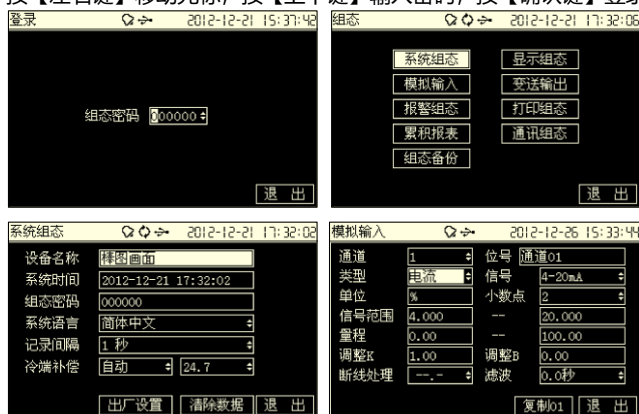 按【左右键】移动光标，按【上下键】输入密码，按【确认键】登录
登录 2012-12-21 15:37:42
组态密码 000000
退 出
组态 2012-12-21 17:32:06
系统组态 显示组态
模拟输入 变送输出
报警组态 打印组态
累积报表 通讯组态
组态备份
退 出
系统组态 2012-12-21 17:32:02
设备名称 棒图画面
系统时间 2012-12-21 17:32:02
组态密码 000000
系统语言 简体中文
记录间隔 1 秒
冷端补偿 自动 24.7
出厂设置 清除数据 退 出
模拟输入 2012-12-26 15:33:44
通道 1 位号 通道01
类型 电流 信号 4-20mA
单位 % 小数点 2
信号范围 4.000 -- 20.000
量程 0.00 -- 100.00
调整K 1.00 调整B 0.00
断线处理 --.- 滤波 0.0秒
复制01 退 出